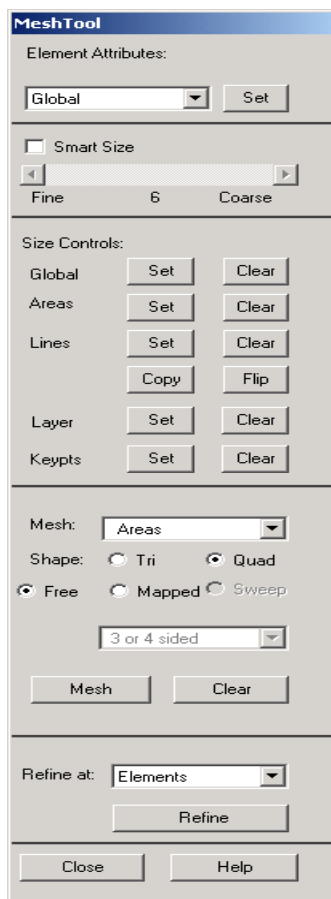 MeshTool
Element Attributes:
Global Set
Smart Size
Fine 6 Coarse
Size Controls:
Global Set Clear
Areas Set Clear
Lines Set Clear
Copy Flip
Layer Set Clear
Keypts Set Clear
Mesh: Areas
Shape: Tri Quad
Free Mapped Sweep
3 or 4 sided
Mesh Clear
Refine at: Elements
Refine
Close Help